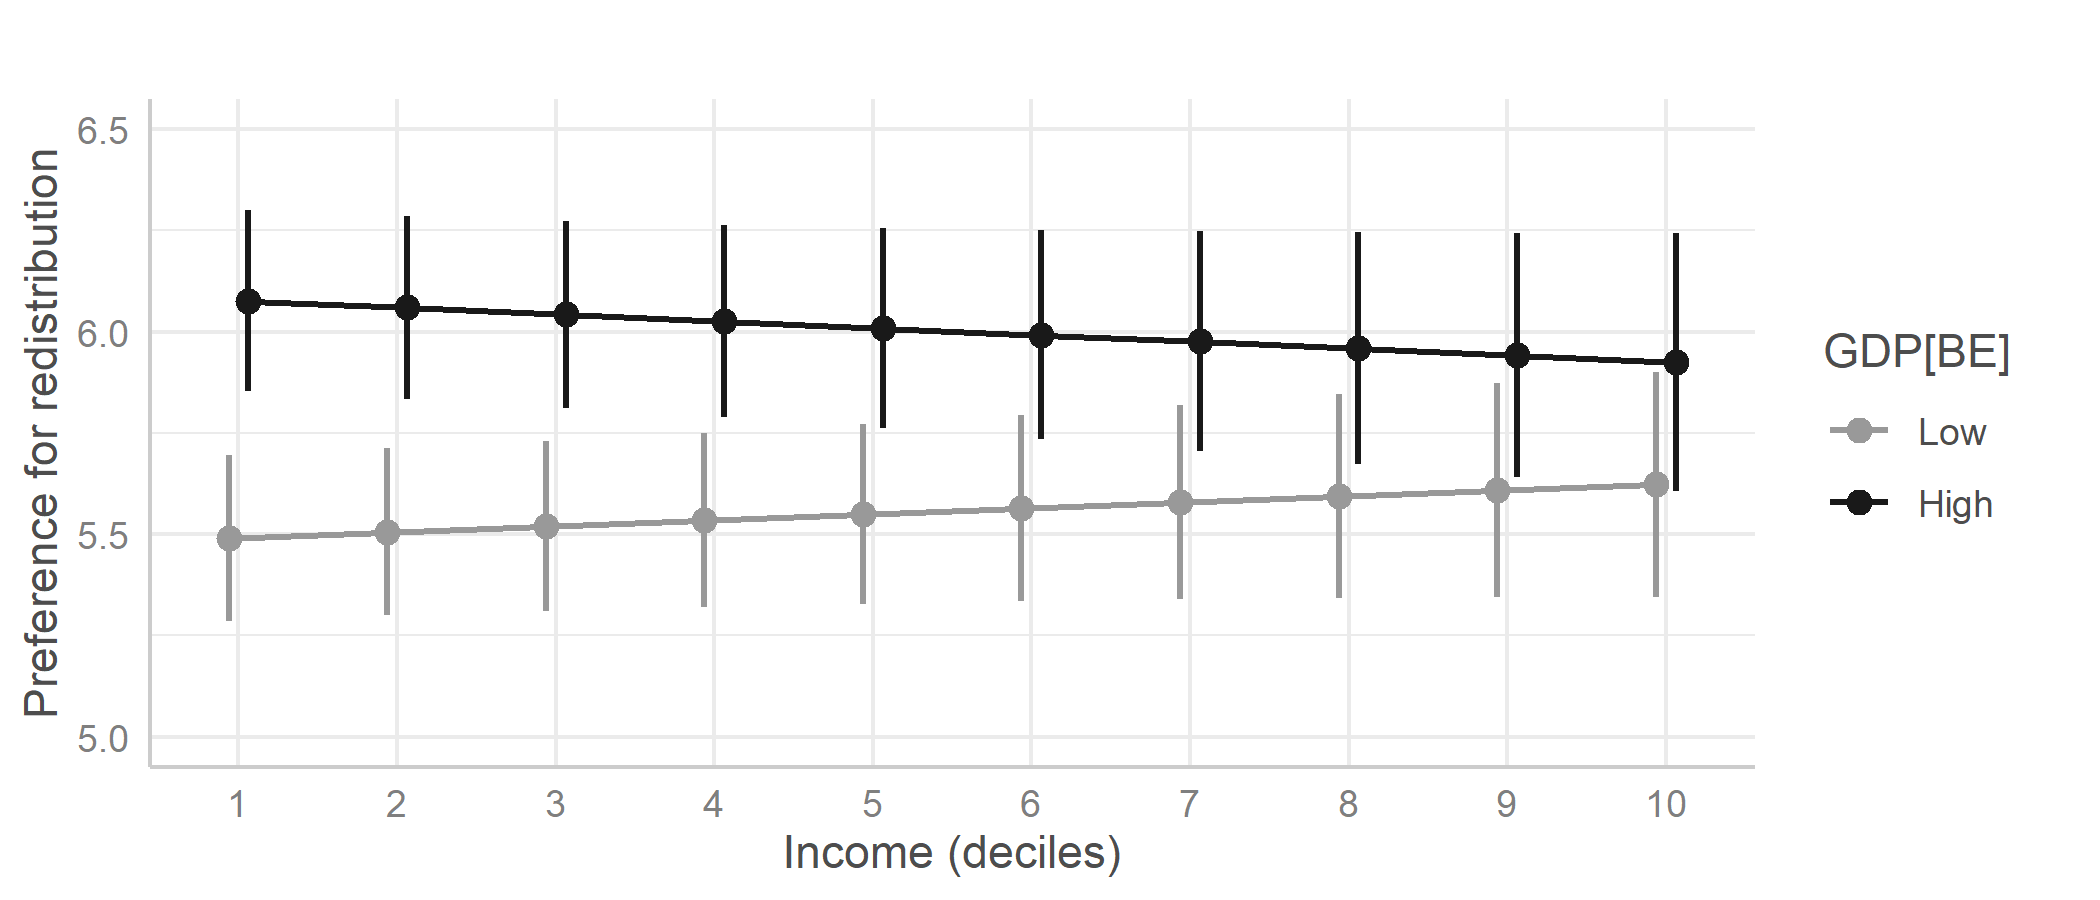 Preference for redistribution
6.5
6.0
5.5
5.0
1 2 3 4 5 6 7 8 9 10
Income (deciles)
GDP[BE]
Low
High